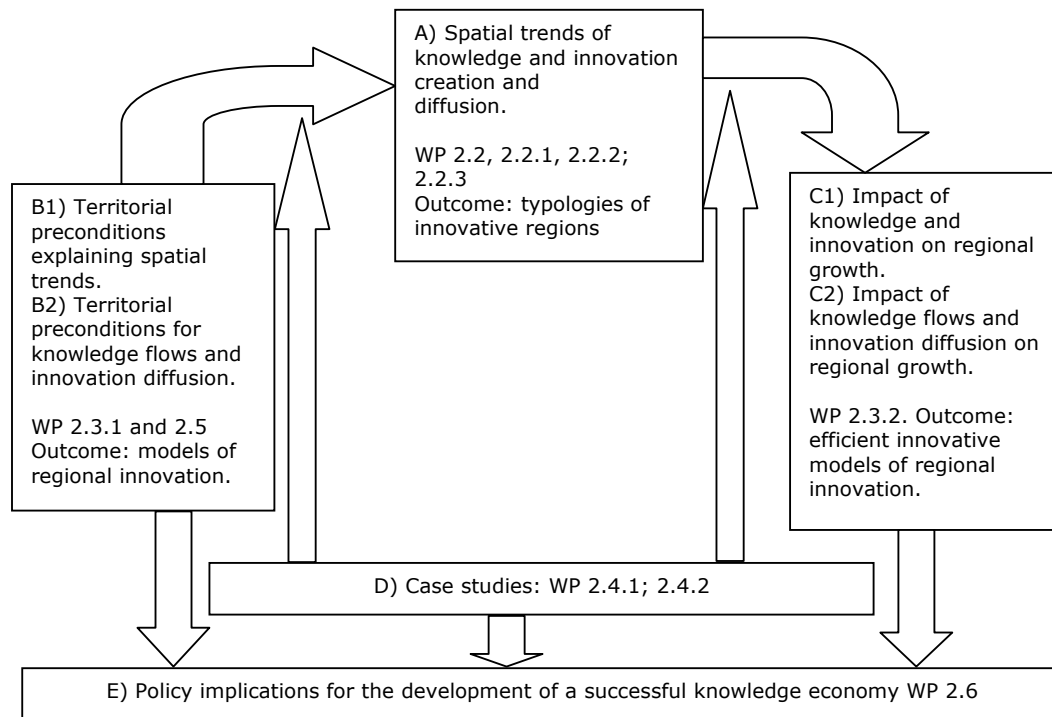 A) Spatial trends of
knowledge and innovation
creation and
diffusion.
WP 2.2, 2.2.1, 2.2.2;
2.2.3
Outcome: typologies of
innovative regions
B1) Territorial
preconditions
explaining spatial
trends.
B2) Territorial
preconditions for
knowledge flows and
innovation diffusion.
WP 2.3.1 and 2.5
Outcome: models of
regional innovation.
C1) Impact of
knowledge and
innovation on regional
growth.
C2) Impact of
knowledge flows and
innovation diffusion on
regional growth.
WP 2.3.2. Outcome:
efficient innovative
models of regional
innovation.
D) Case studies: WP 2.4.1; 2.4.2
E) Policy implications for the development of a successful knowledge economy WP 2.6